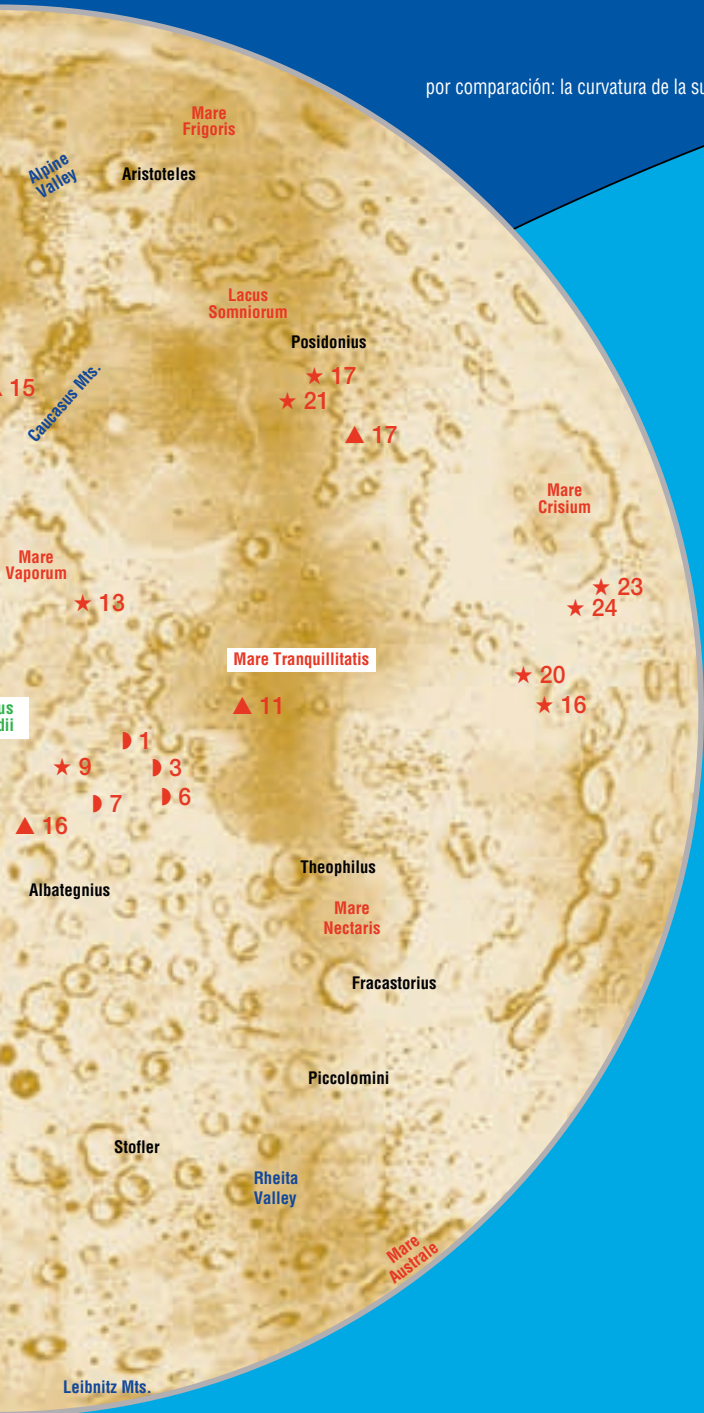 por comparación: la curvatura de la su
Mare
Frigoris
Alpine
Valley
Aristoteles
Lacus
Somniorum
Posidonius
17
15
21
Caucasus Mts.
17
Mare
Crisium
Mare
Vaporum
23
13
24
Mare Tranquillitatis
20
11
16
us
dii
1
9
3
7
6
16
Theophilus
Albategnius
Mare
Nectaris
Fracastorius
Piccolomini
Stofler
Rheita
Valley
Mare
Australe
Leibnitz Mts.